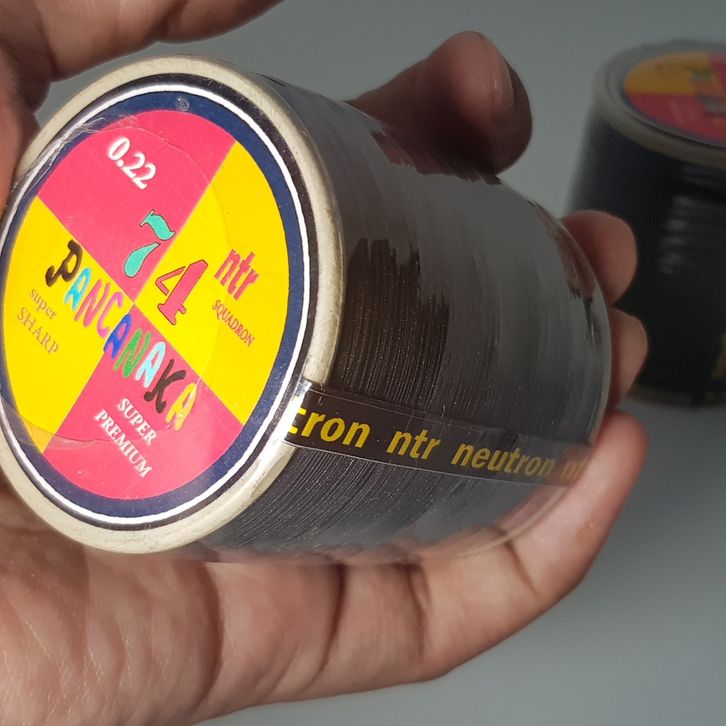 0.22
74
ntr
SQUADRON
PANCANAKA
super
SHARP
SUPER
PREMIUM
tron ntr neutron